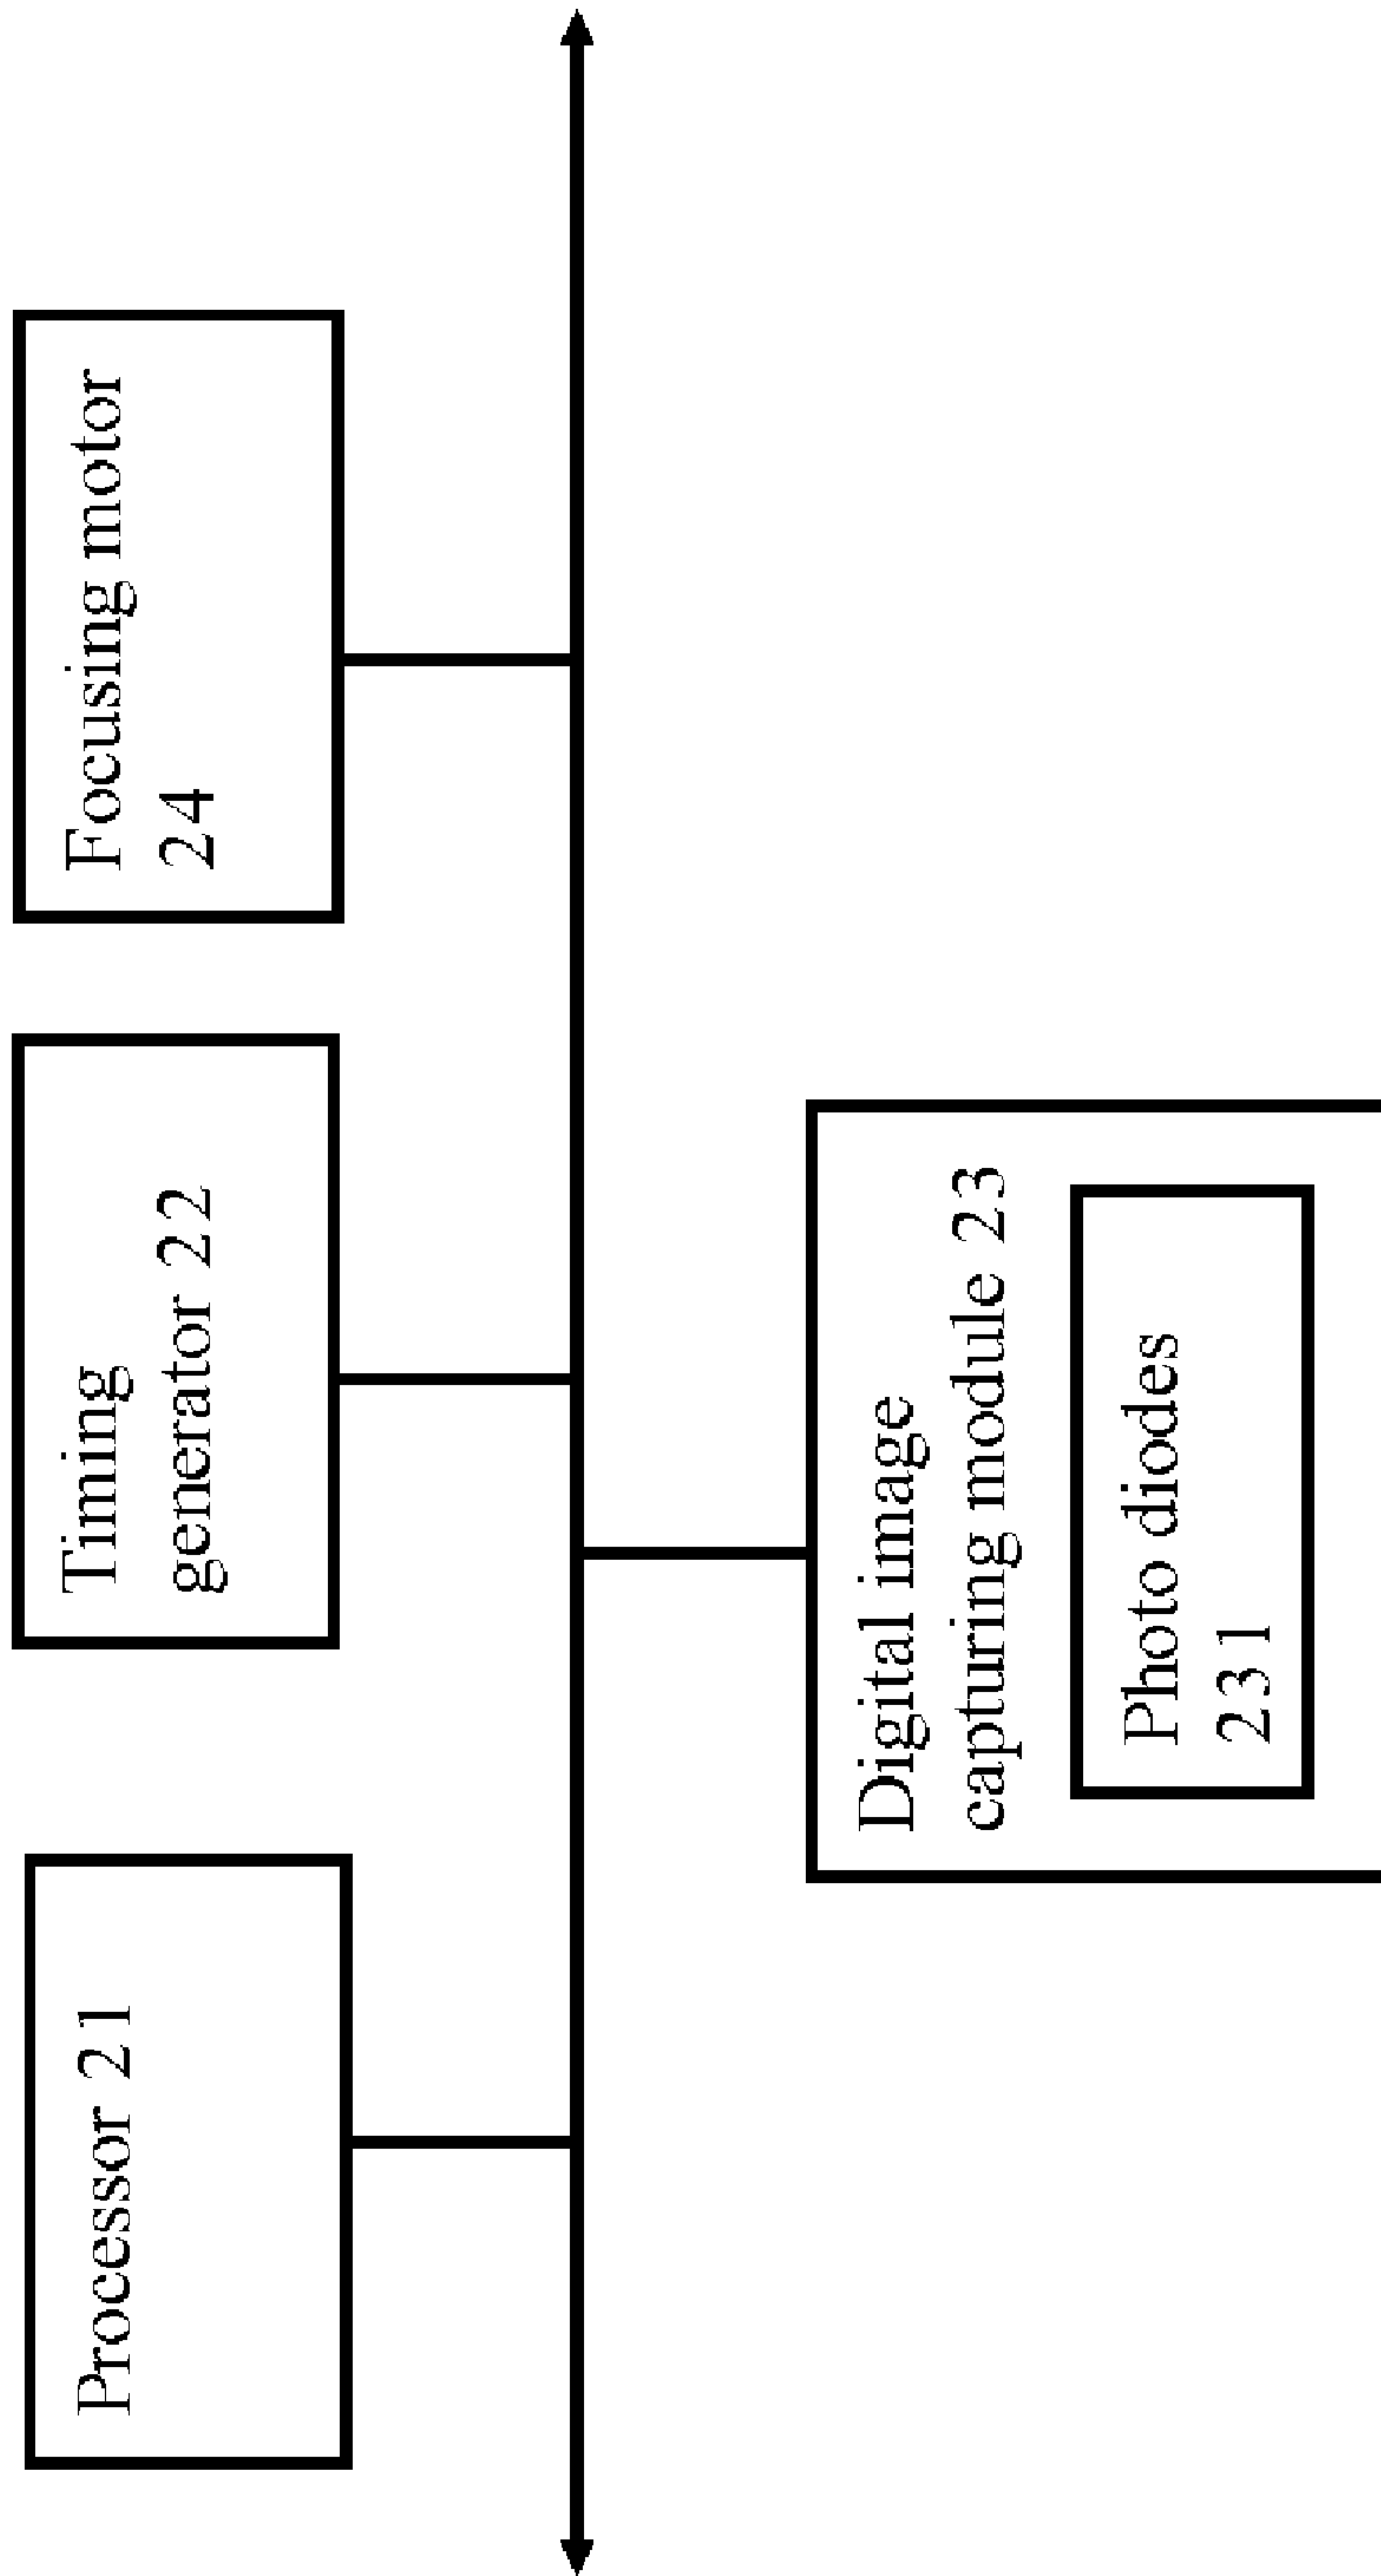 Processor 21
Timing
generator 22
Focusing motor
24
Digital image
capturing module 23
Photo diodes
231